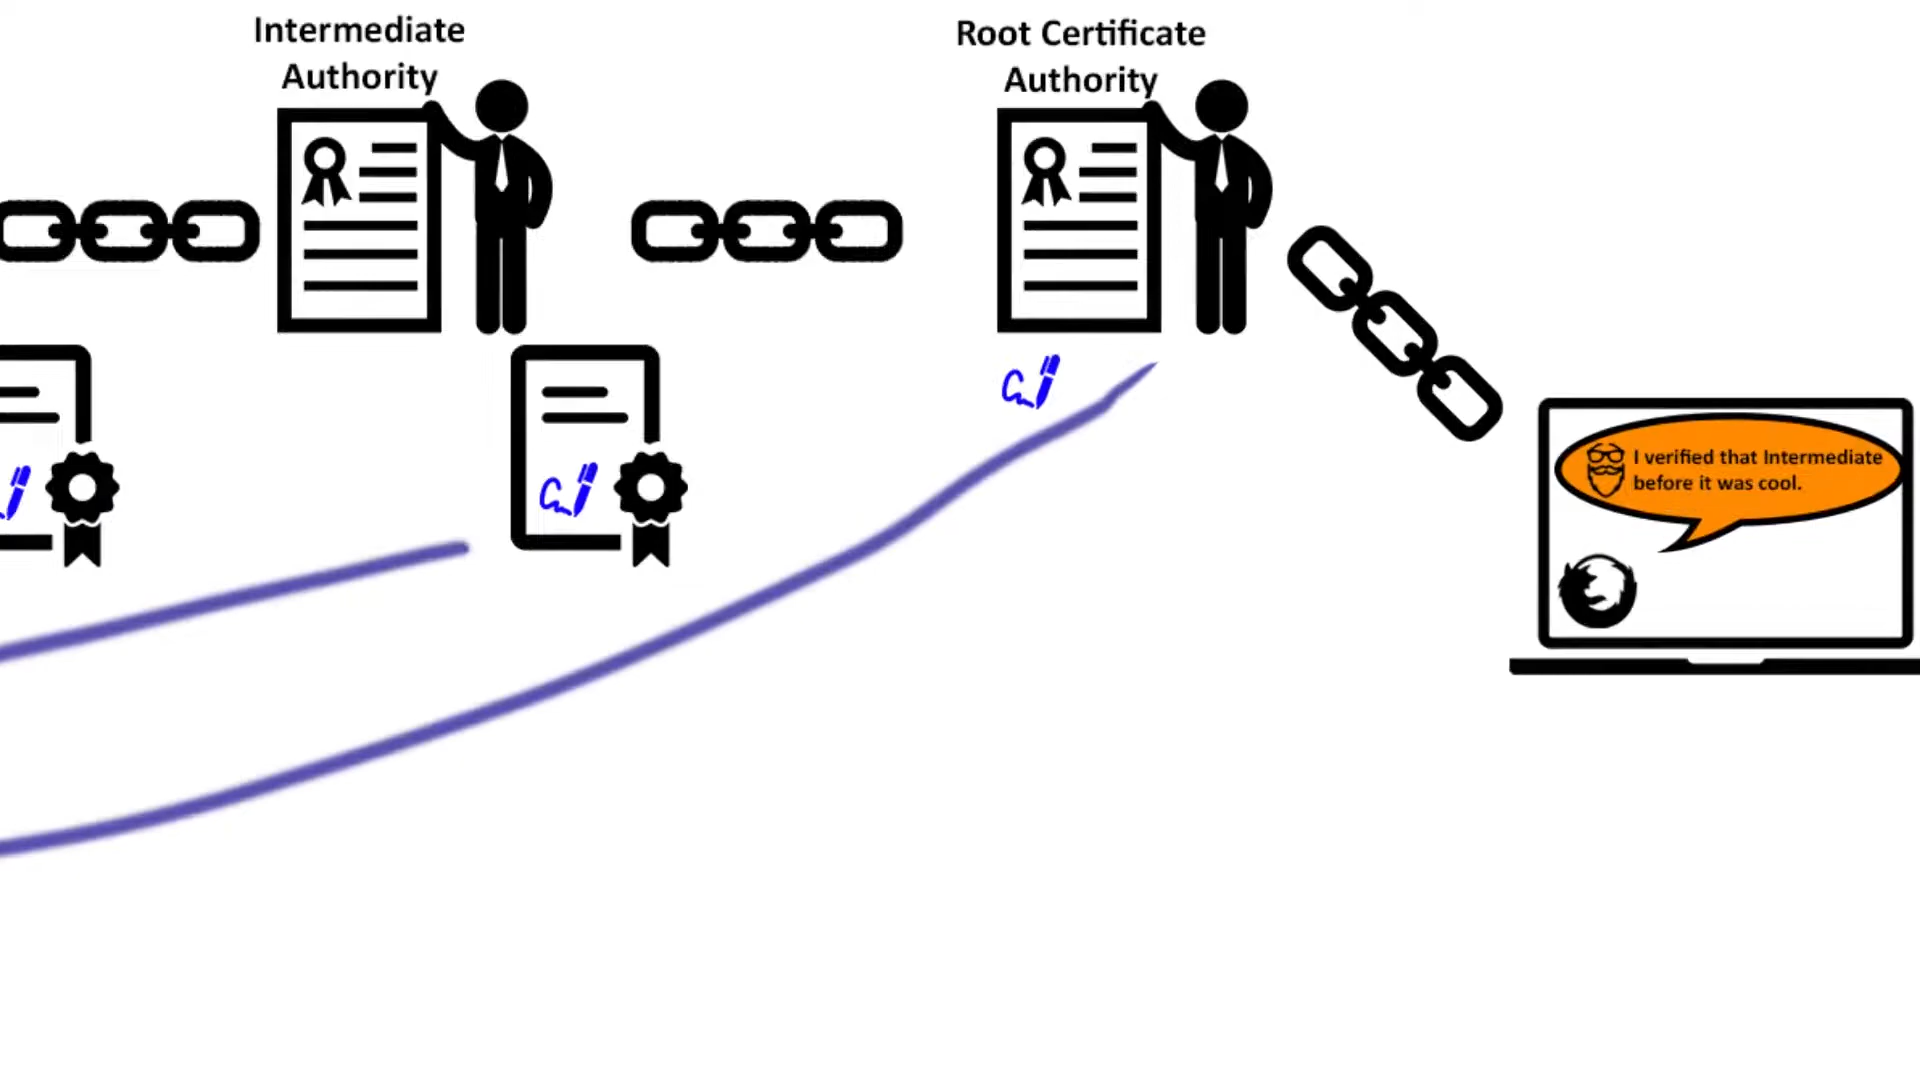 Intermediate
Authority
Root Certificate
Authority
I verified that Intermediate
before it was cool.